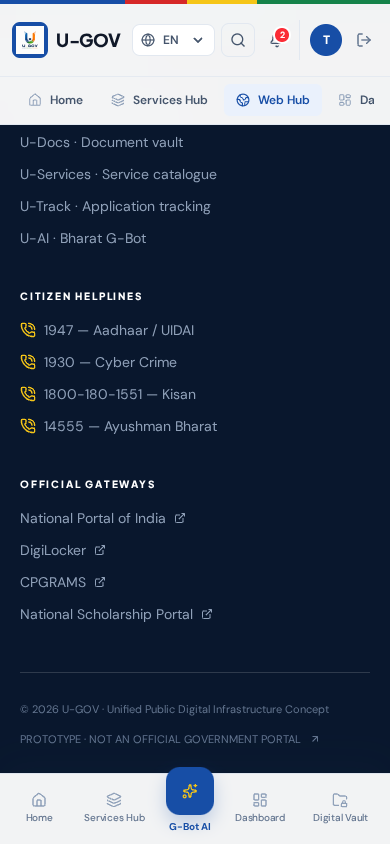 U-GOV
U-GOV
EN
2
T
Home
Services Hub
Web Hub
Da
U-Docs · Document vault
U-Services · Service catalogue
U-Track · Application tracking
U-AI · Bharat G-Bot
CITIZEN HELPLINES
1947 — Aadhaar / UIDAI
1930 — Cyber Crime
1800-180-1551 — Kisan
14555 — Ayushman Bharat
OFFICIAL GATEWAYS
National Portal of India
DigiLocker
CPGRAMS
National Scholarship Portal
© 2026 U-GOV · Unified Public Digital Infrastructure Concept
PROTOTYPE · NOT AN OFFICIAL GOVERNMENT PORTAL
Home
Services Hub
G-Bot AI
Dashboard
Digital Vault